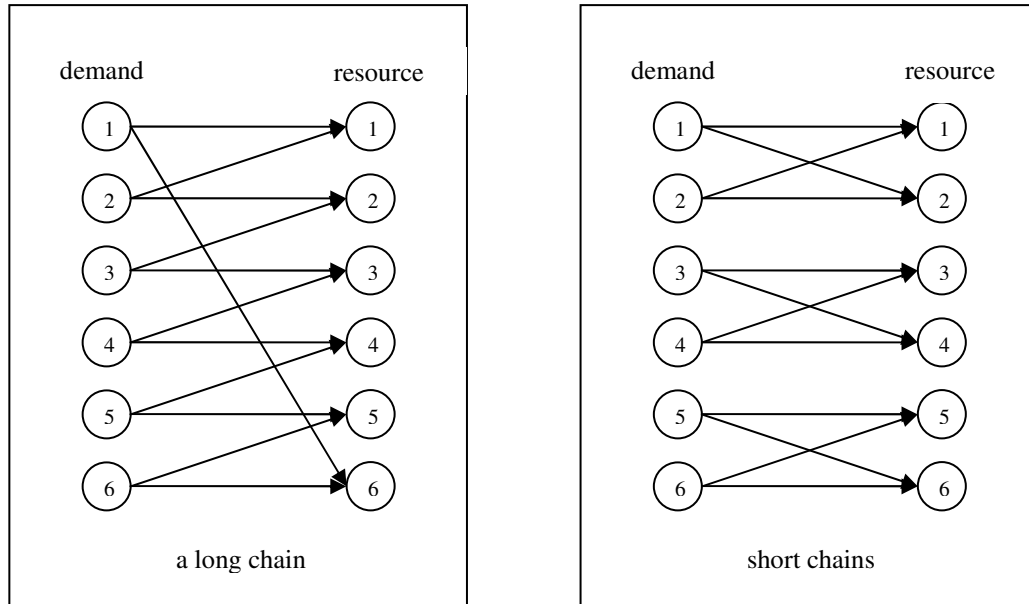 demand resource demand resource
1 1 1 1
2 2 2 2
3 3 3 3
4 4 4 4
5 5 5 5
6 6 6 6
a long chain short chains